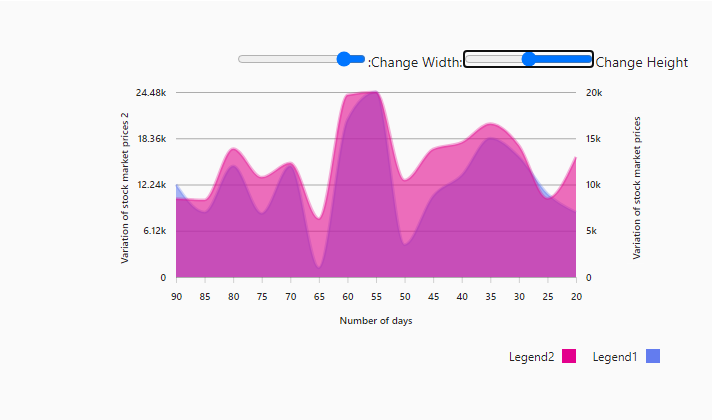 :Change Width: Change Height
24.48k
18.36k
12.24k
6.12k
0
Variation of stock market prices 2
20k
15k
10k
5k
0
Variation of stock market prices
90 85 80 75 70 65 60 55 50 45 40 35 30 25 20
Number of days
Legend2 Legend1